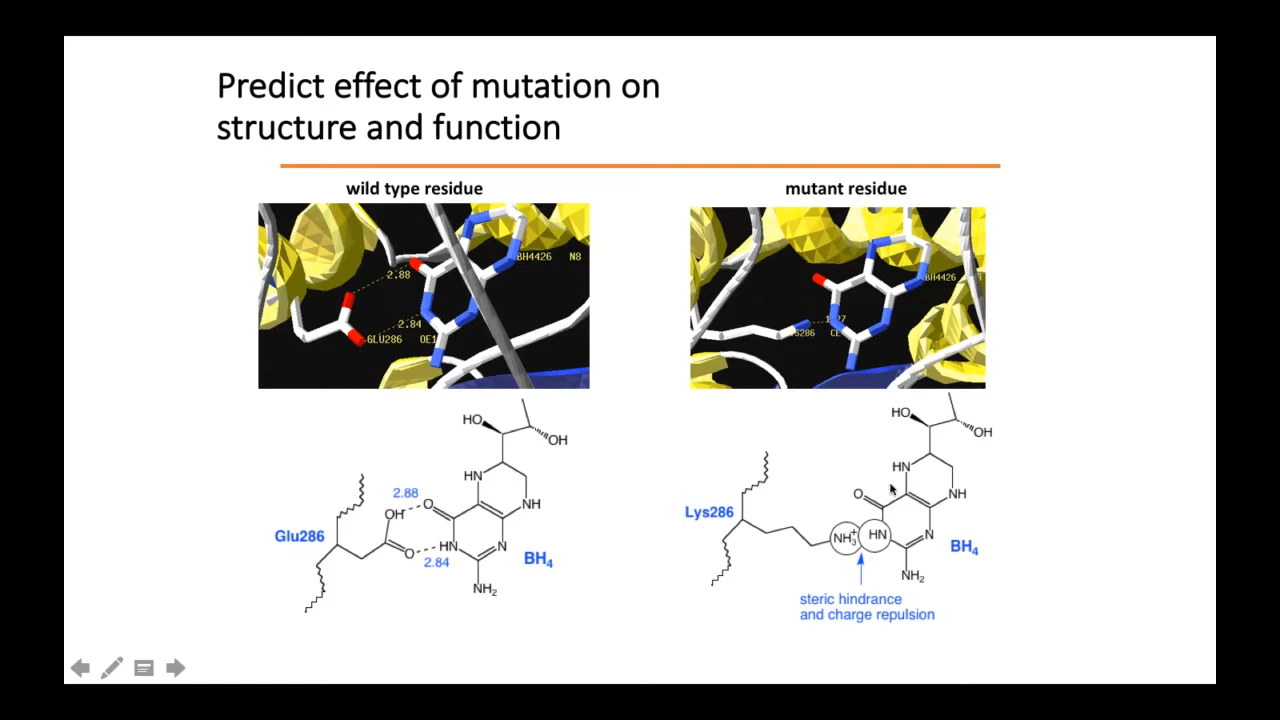 Predict effect of mutation on
structure and function
wild type residue
mutant residue
BH4426 N8
2.88
2.84
GLU286 OE1
BH4426
HO
OH
HN
NH
2.88
OH
O
Glu286
O
HN
N
2.84
BH4
NH2
HO
OH
HN
NH
O
Lys286
NH3+
HN
N
BH4
NH2
steric hindrance
and charge repulsion